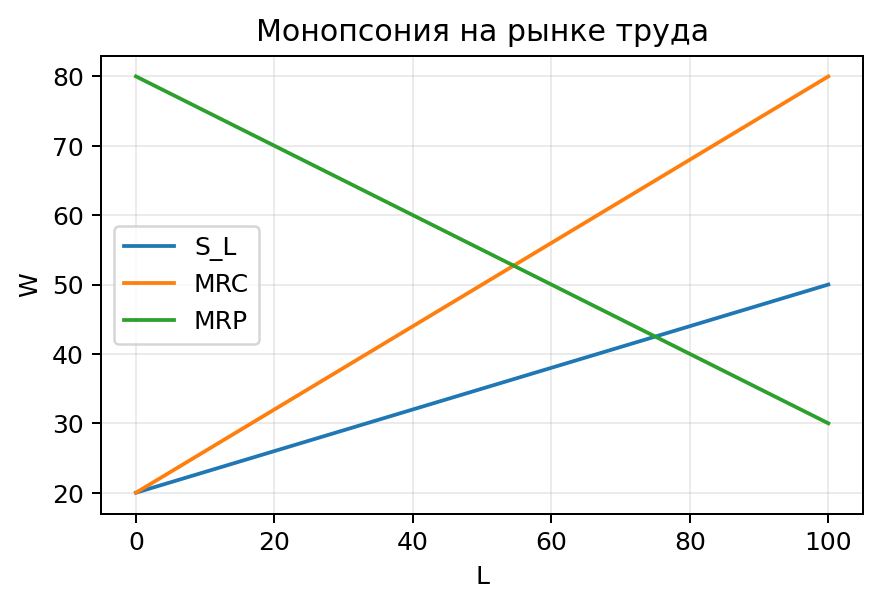 Монопсония на рынке труда
W
80
70
60
50
40
30
20
S_L
MRC
MRP
0 20 40 60 80 100
L